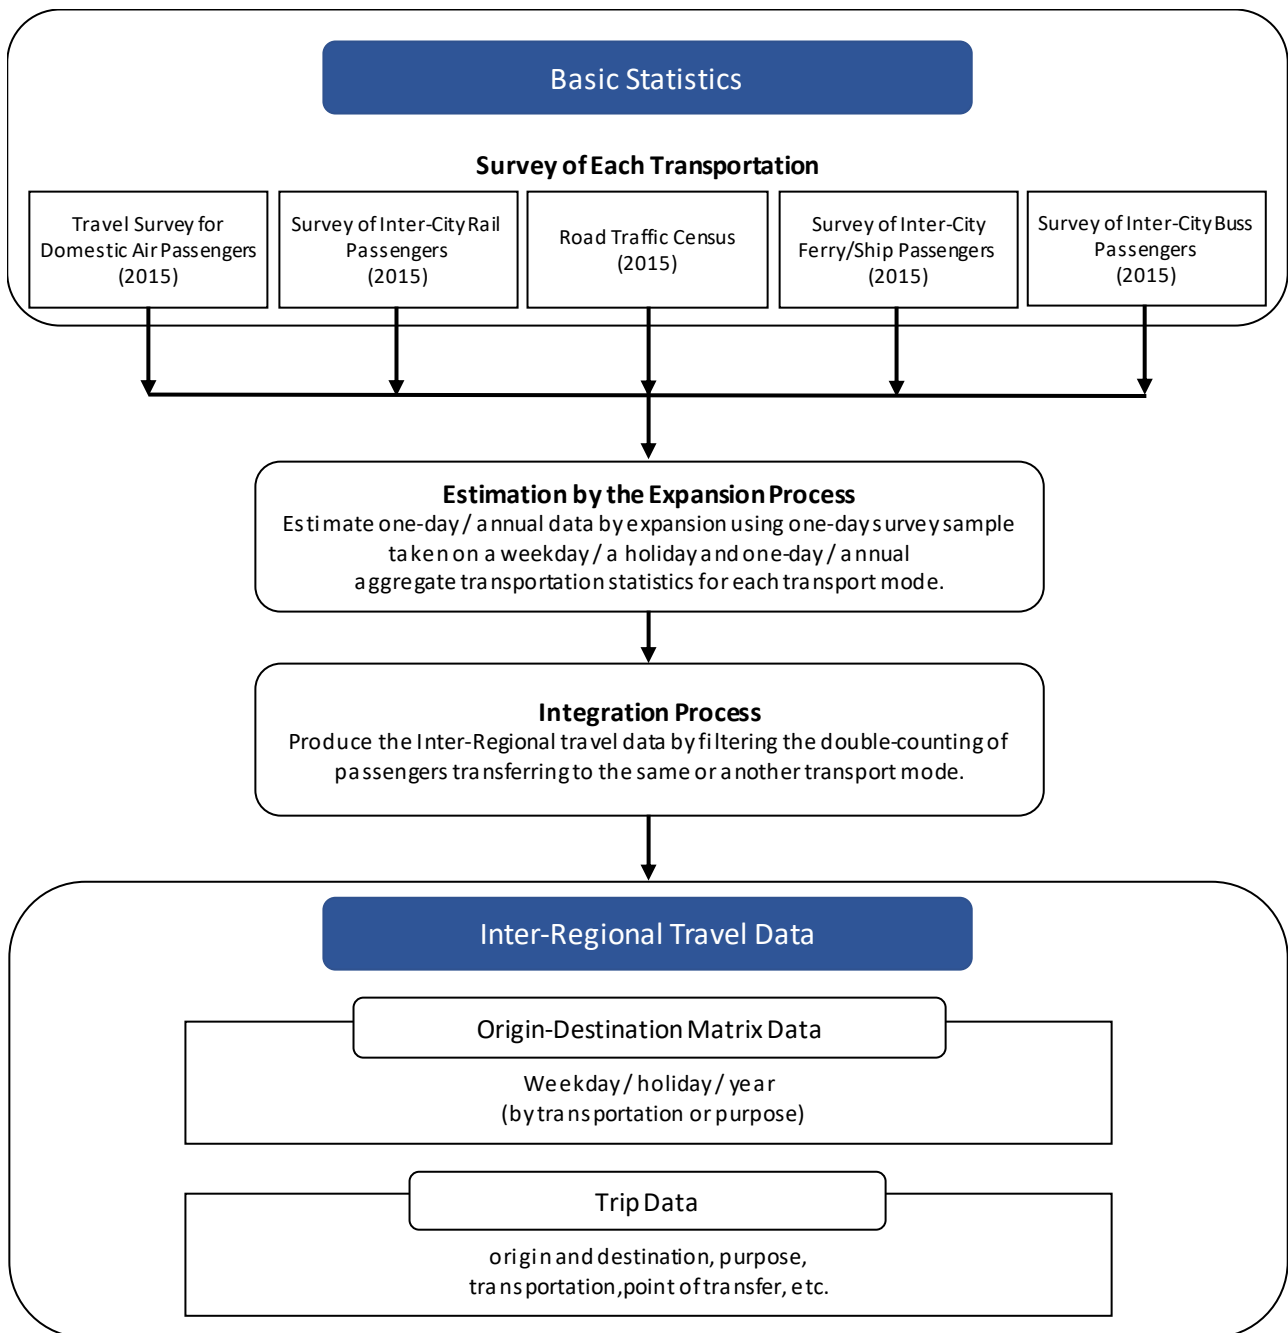 Basic Statistics
Survey of Each Transportation
Travel Survey for
Domestic Air Passengers
(2015)
Survey of Inter-City Rail
Passengers
(2015)
Road Traffic Census
(2015)
Survey of Inter-City
Ferry/Ship Passengers
(2015)
Survey of Inter-City Buss
Passengers
(2015)
Estimation by the Expansion Process
Estimate one-day / annual data by expansion using one-day survey sample
taken on a weekday / a holiday and one-day / annual
aggregate transportation statistics for each transport mode.
Integration Process
Produce the Inter-Regional travel data by filtering the double-counting of
passengers transferring to the same or another transport mode.
Inter-Regional Travel Data
Origin-Destination Matrix Data
Weekday / holiday / year
(by transportation or purpose)
Trip Data
origin and destination, purpose,
transportation,point of transfer, etc.